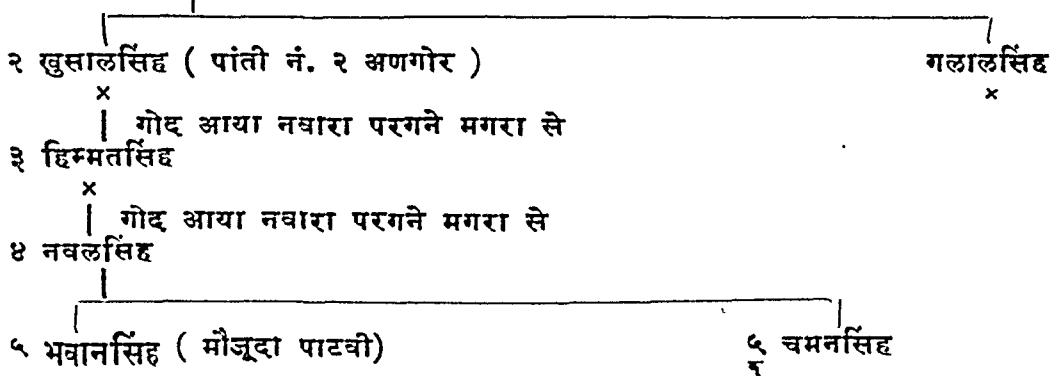 २ खुसालसिंह ( पांती नं. २ अणगोर ) गलालसिंह
× ×
| गोद आया नवारा परगने मगरा से
३ हिम्मतसिंह
×
| गोद आया नवारा परगने मगरा से
४ नवलसिंह
५ भवानसिंह ( मौजूदा पाटवी) ५/२ चमनसिंह